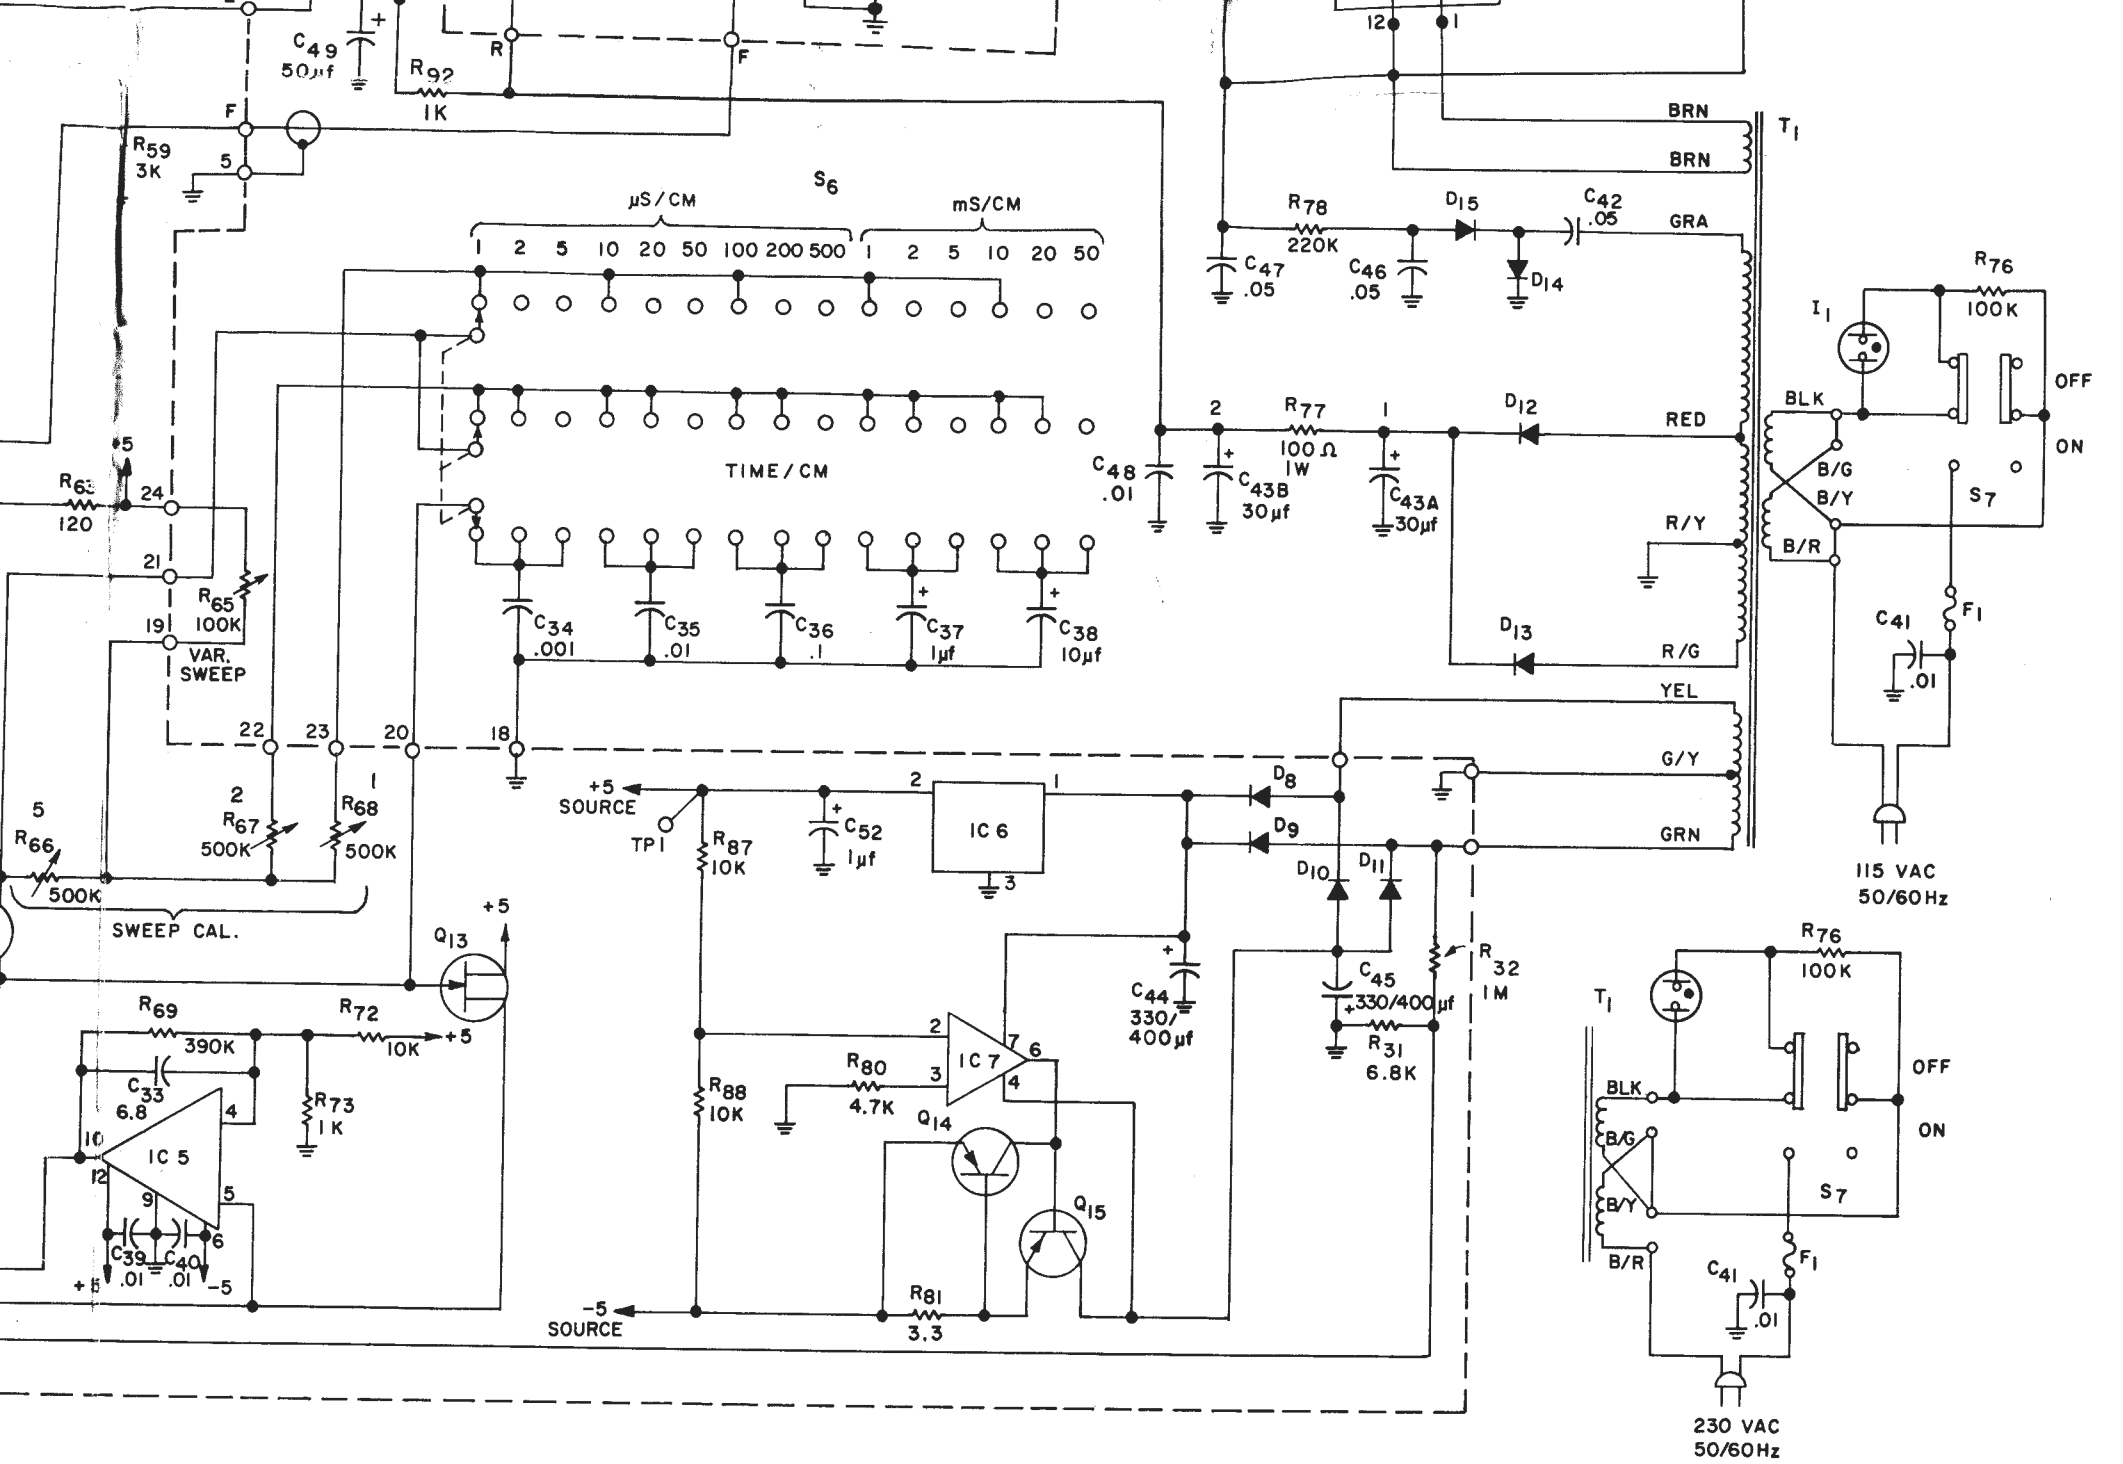 C49
50µf
+
R92
1K
R
F
12
1
F
R59
3K
5
S6
µS/CM
mS/CM
1 2 5 10 20 50 100 200 500 1 2 5 10 20 50
TIME/CM
BRN
BRN
T1
R78
220K
D15
C42
.05
GRA
C47
.05
C46
.05
D14
R76
100K
I1
OFF
ON
BLK
B/G
B/Y
B/R
S7
F1
C41
.01
115 VAC
50/60Hz
2
R77
100Ω
1W
1
D12
RED
C48
.01
+
C43B
30µf
+
C43A
30µf
R/Y
D13
R/G
YEL
G/Y
GRN
5
R63
120
24
21
19
R65
100K
VAR.
SWEEP
C34
.001
C35
.01
C36
.1
+
C37
1µf
+
C38
10µf
22
23
20
18
5
R66
500K
2
R67
500K
1
R68
500K
SWEEP CAL.
+5
SOURCE
TP1
R87
10K
+
C52
1µf
2
IC6
1
3
D8
D9
D10
D11
R32
1M
+
C44
330/
400µf
C45
330/400µf
+
R31
6.8K
Q13
+5
R69
390K
R72
10K
+5
C33
6.8
R73
1K
4
10
IC5
12
9
5
6
C39
.01
C40
.01
+5
-5
2
IC7
7
6
3
4
R80
4.7K
R88
10K
Q14
Q15
-5
SOURCE
R81
3.3
R76
100K
T1
BLK
B/G
B/Y
B/R
OFF
ON
S7
F1
C41
.01
230 VAC
50/60Hz